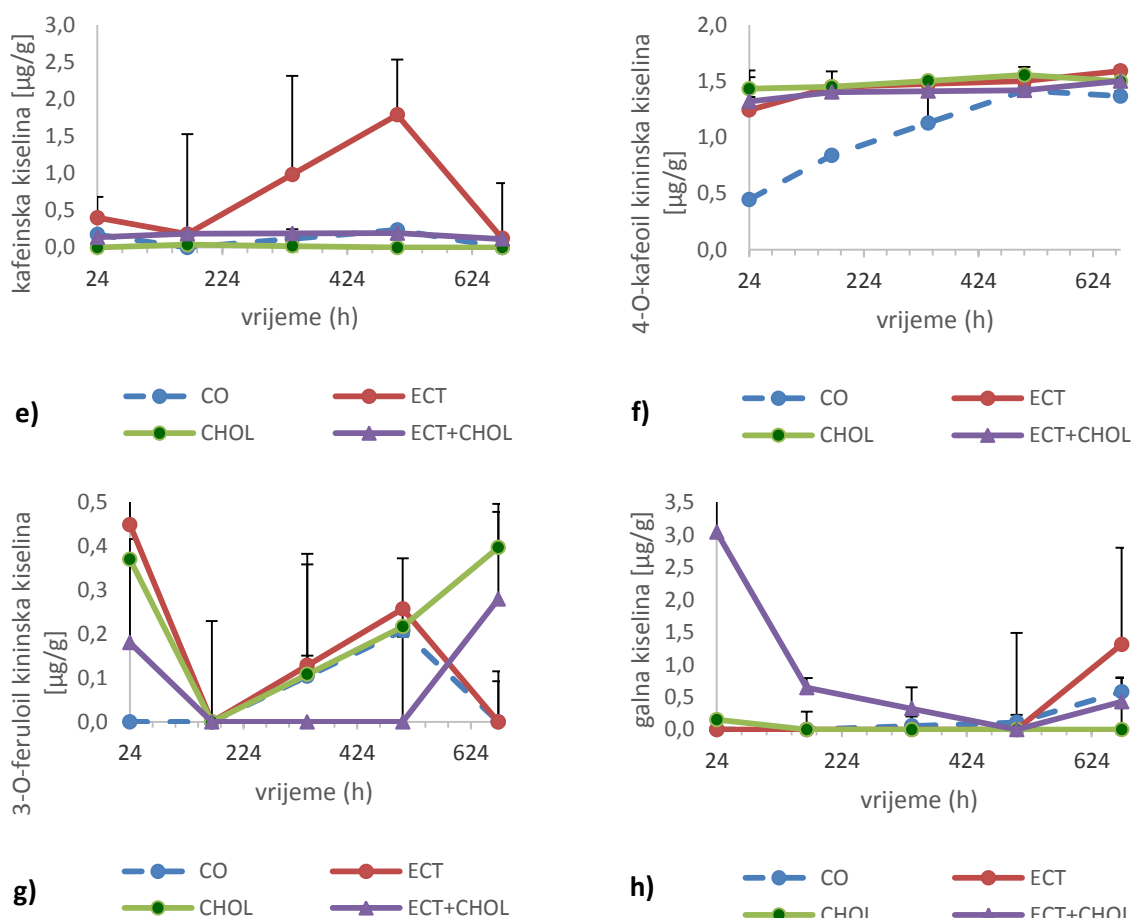 kafeinska kiselina [µg/g]
3,0
2,5
2,0
1,5
1,0
0,5
0,0
24 224 424 624
vrijeme (h)
e)
CO ECT
CHOL ECT+CHOL
4-O-kafeoil kininska kiselina
[µg/g]
2,0
1,5
1,0
0,5
0,0
24 224 424 624
vrijeme (h)
f)
CO ECT
CHOL ECT+CHOL
3-O-feruloil kininska kiselina
[µg/g]
0,5
0,4
0,3
0,2
0,1
0,0
24 224 424 624
vrijeme (h)
g)
CO ECT
CHOL ECT+CHOL
galna kiselina [µg/g]
3,5
3,0
2,5
2,0
1,5
1,0
0,5
0,0
24 224 424 624
vrijeme (h)
h)
CO ECT
CHOL ECT+CHOL